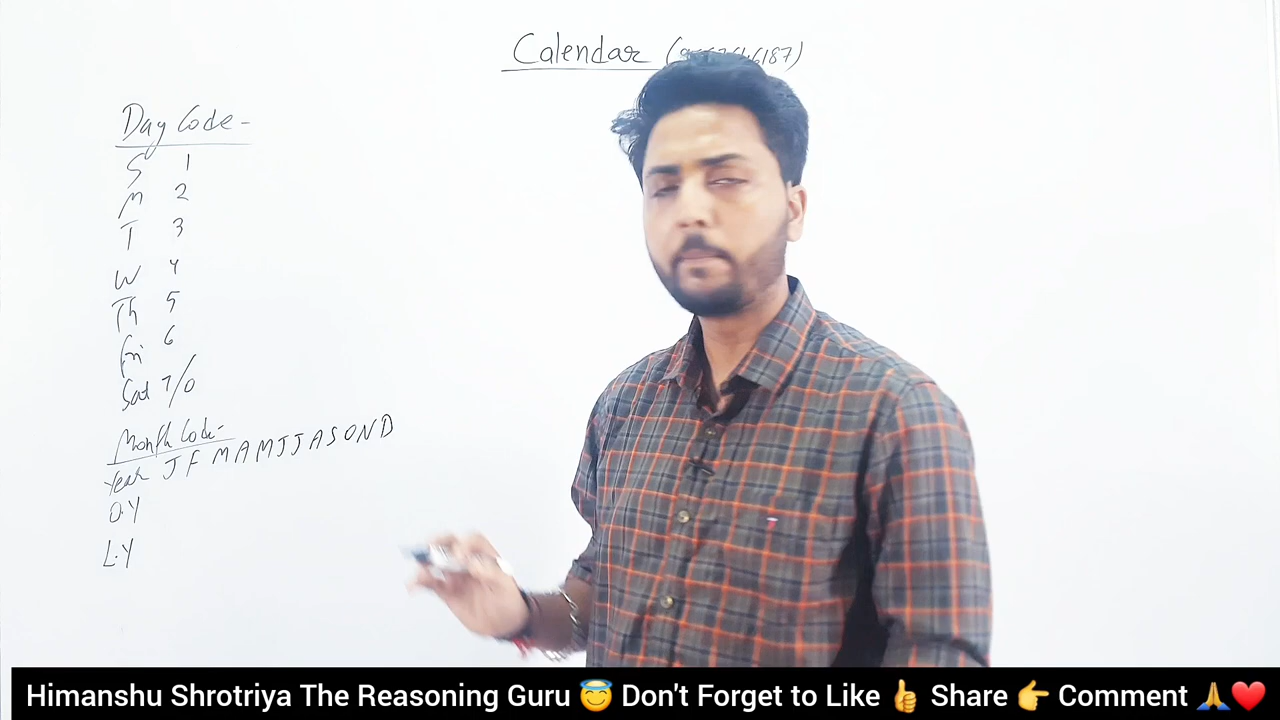 Calendar (
Day Code -
S 1
M 2
T 3
W 4
Th 5
fri 6
Sat 7/0
Month Code -
Year J F M A M J J A S O N D
O.Y
L.Y
Himanshu Shrotriya The Reasoning Guru 😇 Don't Forget to Like 👍 Share 👉 Comment 🙏❤️